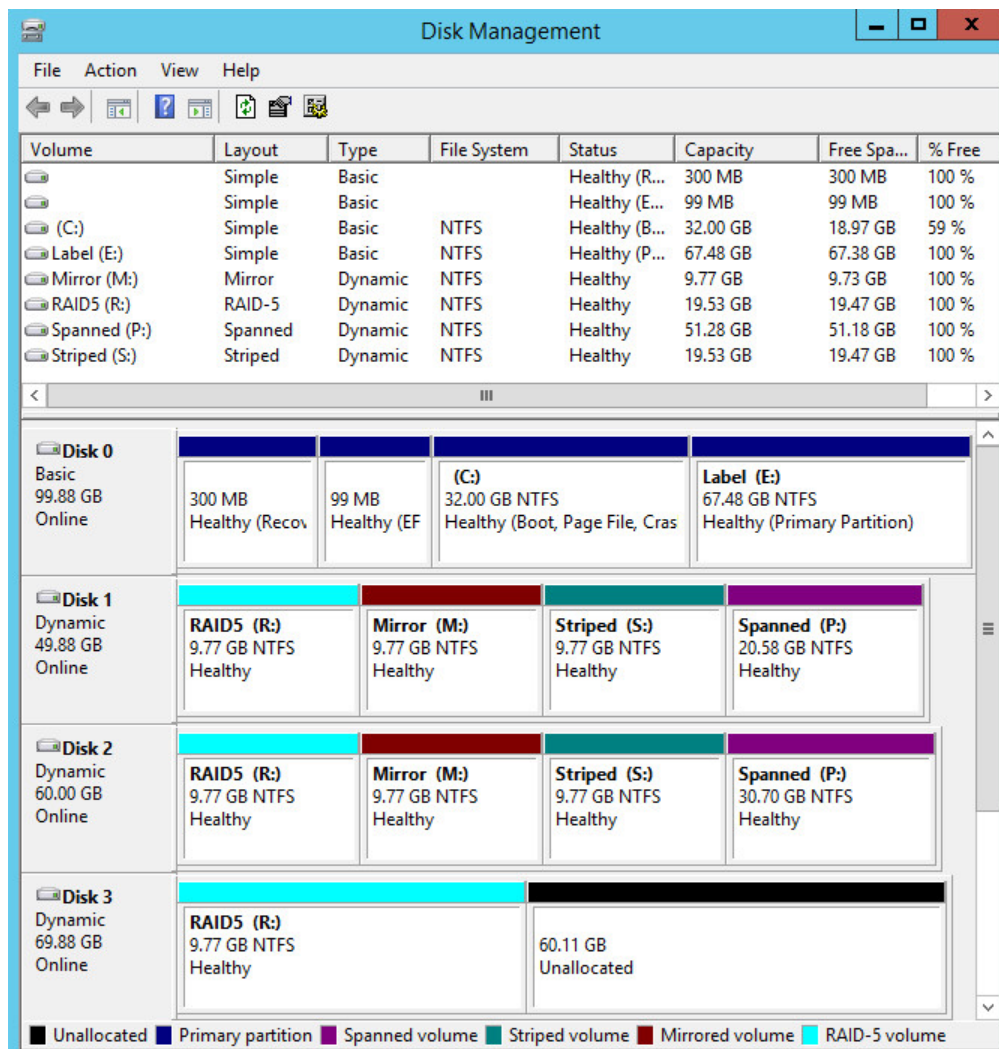 Disk Management
File Action View Help
Volume Layout Type File System Status Capacity Free Spa... % Free
Simple Basic Healthy (R... 300 MB 300 MB 100 %
Simple Basic Healthy (E... 99 MB 99 MB 100 %
(C:) Simple Basic NTFS Healthy (B... 32.00 GB 18.97 GB 59 %
Label (E:) Simple Basic NTFS Healthy (P... 67.48 GB 67.38 GB 100 %
Mirror (M:) Mirror Dynamic NTFS Healthy 9.77 GB 9.73 GB 100 %
RAID5 (R:) RAID-5 Dynamic NTFS Healthy 19.53 GB 19.47 GB 100 %
Spanned (P:) Spanned Dynamic NTFS Healthy 51.28 GB 51.18 GB 100 %
Striped (S:) Striped Dynamic NTFS Healthy 19.53 GB 19.47 GB 100 %
Disk 0
Basic
99.88 GB
Online
300 MB
Healthy (Recov
99 MB
Healthy (EF
(C:)
32.00 GB NTFS
Healthy (Boot, Page File, Cras
Label (E:)
67.48 GB NTFS
Healthy (Primary Partition)
Disk 1
Dynamic
49.88 GB
Online
RAID5 (R:)
9.77 GB NTFS
Healthy
Mirror (M:)
9.77 GB NTFS
Healthy
Striped (S:)
9.77 GB NTFS
Healthy
Spanned (P:)
20.58 GB NTFS
Healthy
Disk 2
Dynamic
60.00 GB
Online
RAID5 (R:)
9.77 GB NTFS
Healthy
Mirror (M:)
9.77 GB NTFS
Healthy
Striped (S:)
9.77 GB NTFS
Healthy
Spanned (P:)
30.70 GB NTFS
Healthy
Disk 3
Dynamic
69.88 GB
Online
RAID5 (R:)
9.77 GB NTFS
Healthy
60.11 GB
Unallocated
Unallocated Primary partition Spanned volume Striped volume Mirrored volume RAID-5 volume